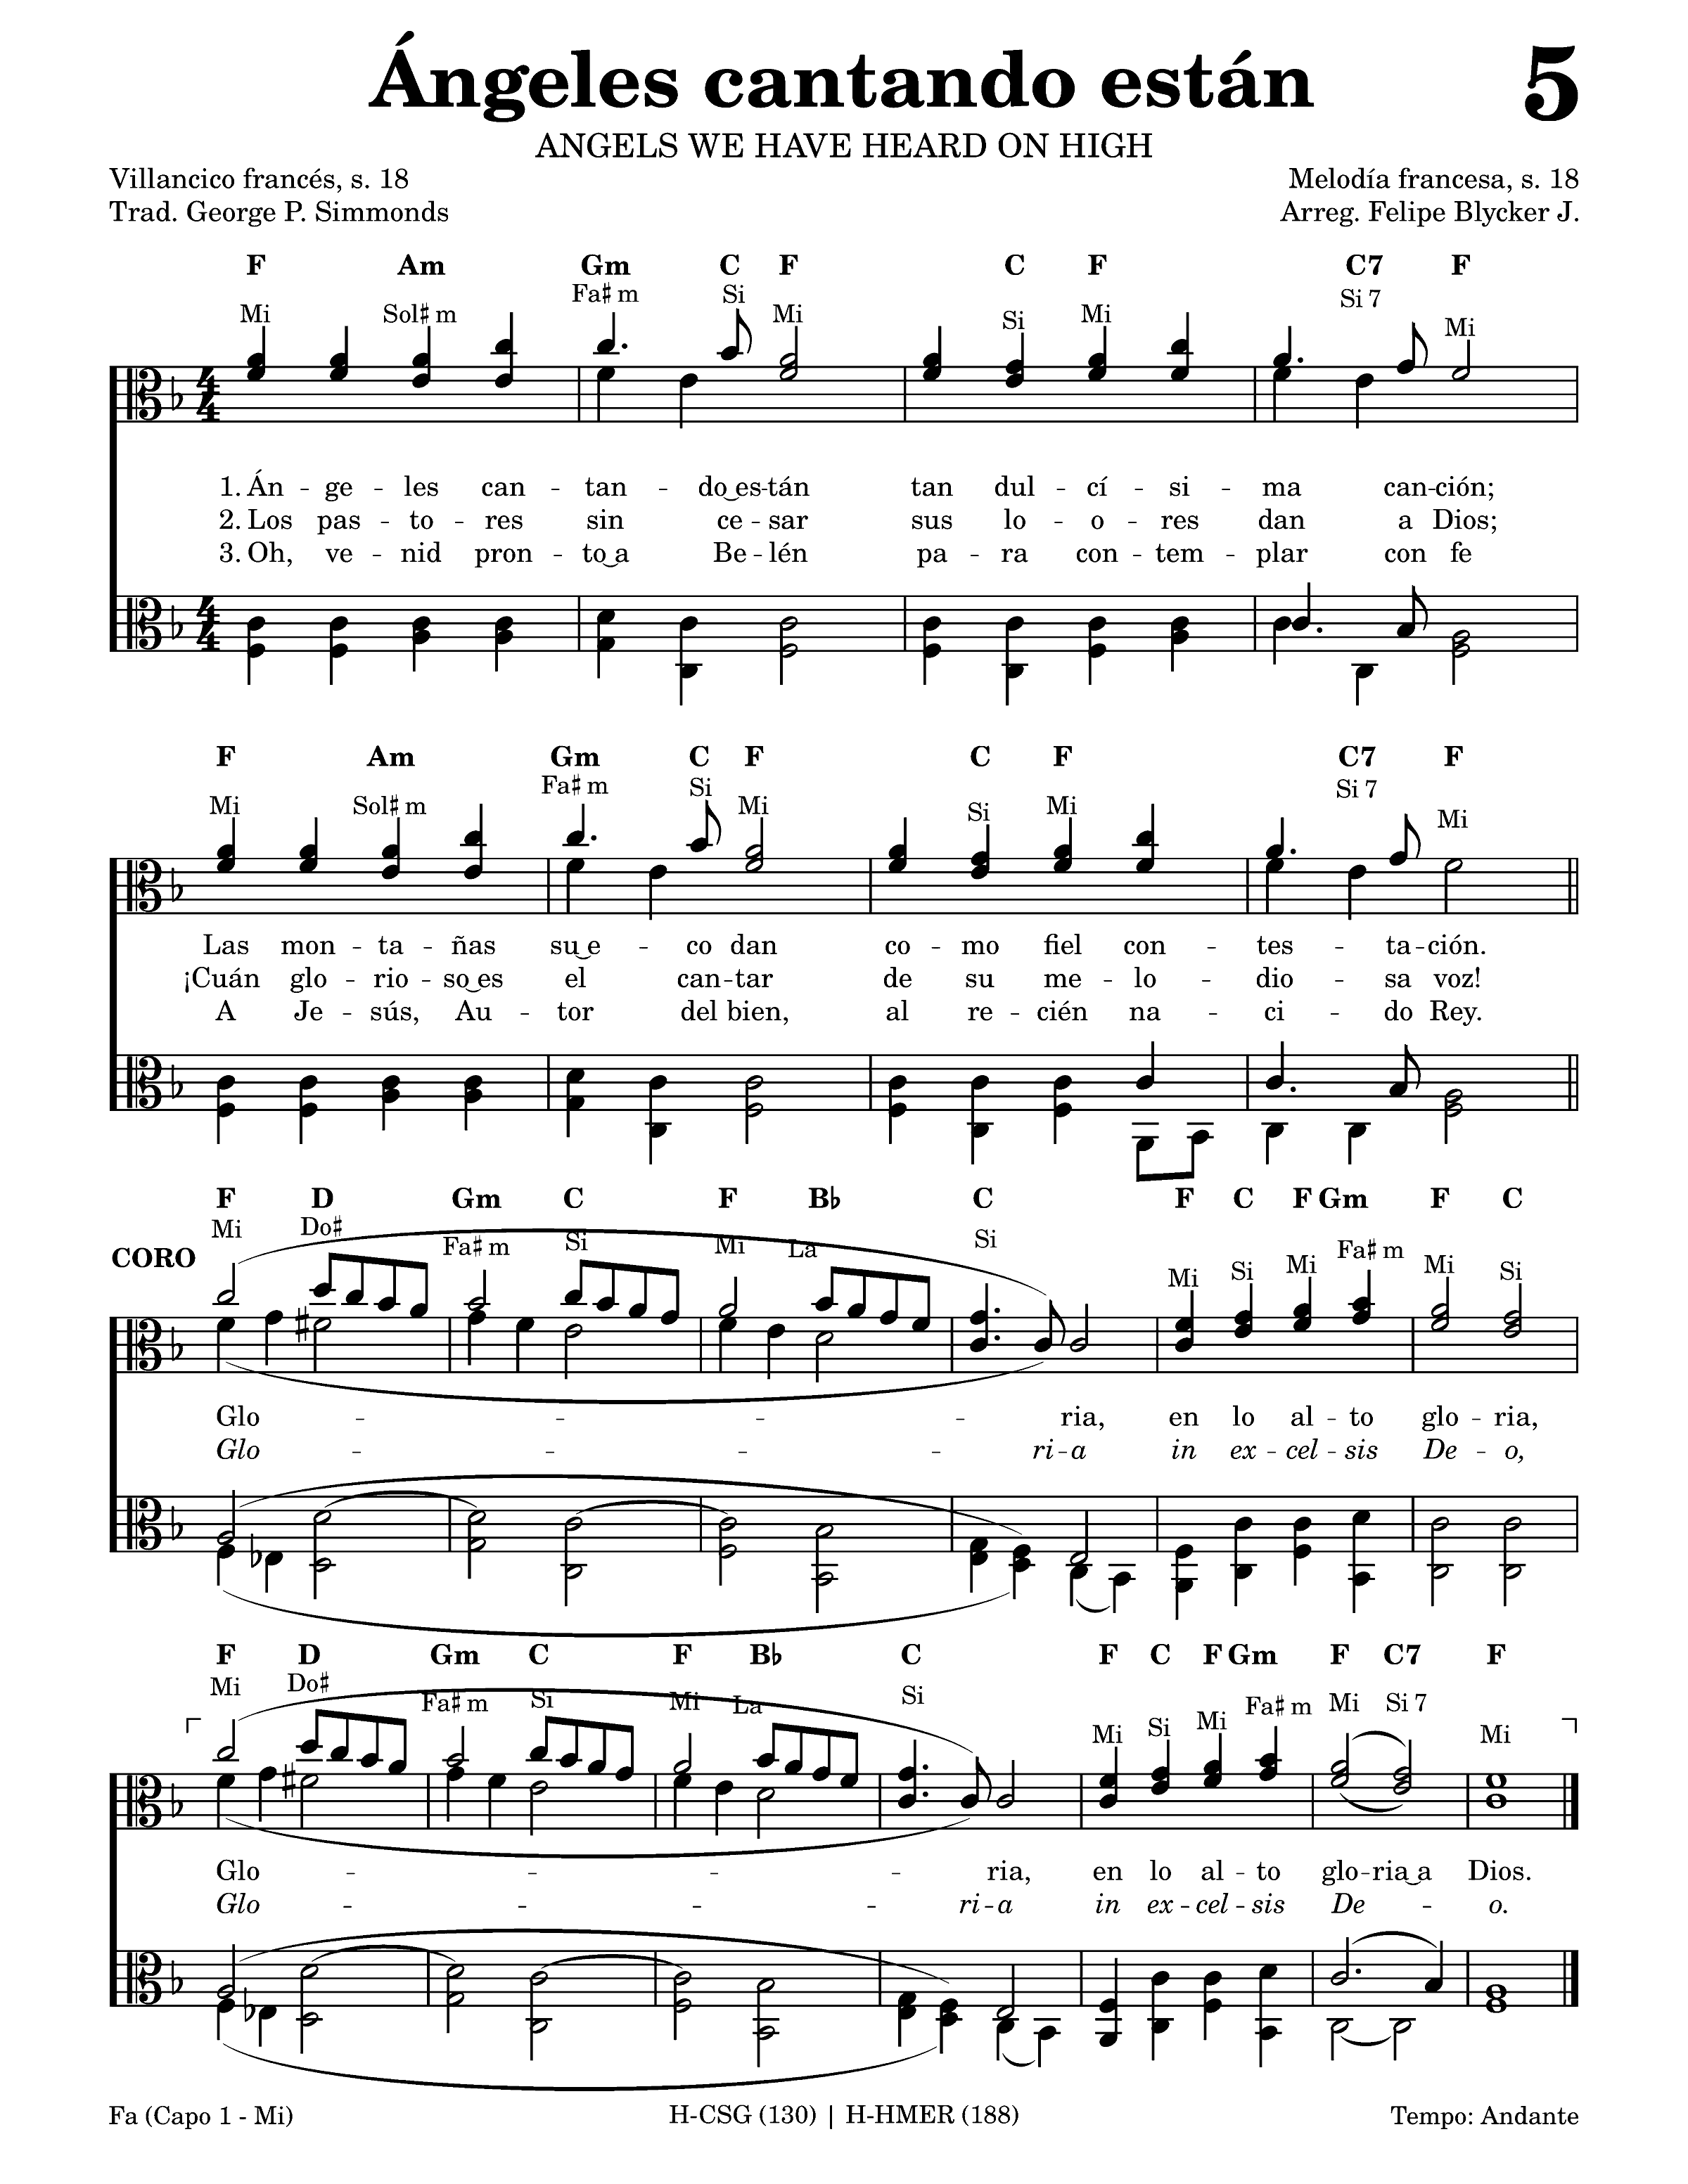 Ángeles cantando están 5
ANGELS WE HAVE HEARD ON HIGH
Villancico francés, s. 18 Melodía francesa, s. 18
Trad. George P. Simmonds Arreg. Felipe Blycker J.
F Am Gm C F C F C7 F
Mi Sol♯m Fa♯m Si Mi Si Mi Si 7 Mi
4/4
1. Án - ge - les can - tan - do‿es - tán tan dul - cí - si - ma can - ción;
2. Los pas - to - res sin ce - sar sus lo - o - res dan a Dios;
3. Oh, ve - nid pron - to‿a Be - lén pa - ra con - tem - plar con fe
4/4
F Am Gm C F C F C7 F
Mi Sol♯m Fa♯m Si Mi Si Mi Si 7 Mi
Las mon - ta - ñas su‿e - co dan co - mo fiel con - tes - ta - ción.
¡Cuán glo - rio - so‿es el can - tar de su me - lo - dio - sa voz!
A Je - sús, Au - tor del bien, al re - cién na - ci - do Rey.
F D Gm C F B♭ C F C F Gm F C
Mi Do♯ Fa♯m Si Mi La Si Mi Si Mi Fa♯m Mi Si
CORO
Glo - - - - - ria, en lo al - to glo - ria,
Glo - - - - - ri - a in ex - cel - sis De - o,
F D Gm C F B♭ C F C F Gm F C7 F
Mi Do♯ Fa♯m Si Mi La Si Mi Si Mi Fa♯m Mi Si 7 Mi
Glo - - - - - ria, en lo al - to glo - ria‿a Dios.
Glo - - - - - ri - a in ex - cel - sis De - o.
Fa (Capo 1 - Mi) H-CSG (130) | H-HMER (188) Tempo: Andante